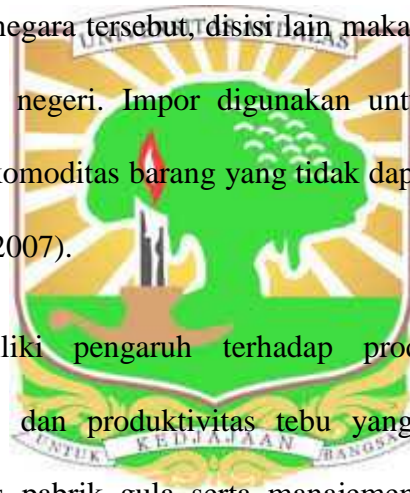 negara tersebut, disisi lain maka
UNIVERSITAS
negeri. Impor digunakan unt
komoditas barang yang tidak dap
2007).
liki pengaruh terhadap pro
dan produktivitas tebu yang
UNTUK KEDJAJAAN BANGSA
pabrik gula serta manajemen